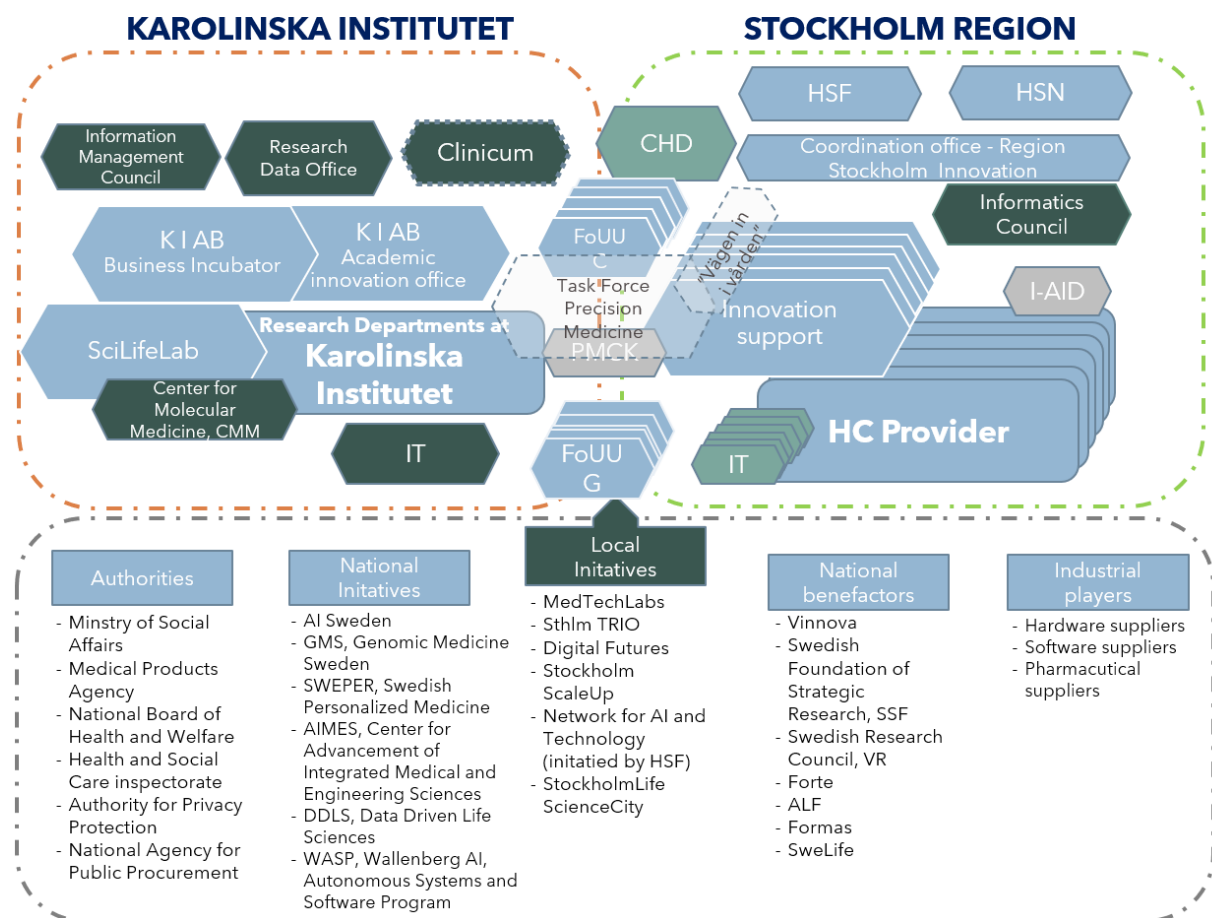 KAROLINSKA INSTITUTET
STOCKHOLM REGION
HSF
HSN
Information
Management
Council
Research
Data Office
Clinicum
CHD
Coordination office - Region
Stockholm Innovation
Informatics
Council
K I AB
Business Incubator
K I AB
Academic
innovation office
FoUU
C
"Vägen in
i vården"
Task Force
Precision
Medicine
PMCK
Innovation
support
I-AID
SciLifeLab
Research Departments at
Karolinska
Institutet
Center for
Molecular
Medicine, CMM
IT
FoUU
G
IT
HC Provider
Authorities
- Minstry of Social
Affairs
- Medical Products
Agency
- National Board of
Health and Welfare
- Health and Social
Care inspectorate
- Authority for Privacy
Protection
- National Agency for
Public Procurement
National
Initatives
- AI Sweden
- GMS, Genomic Medicine
Sweden
- SWEPER, Swedish
Personalized Medicine
- AIMES, Center for
Advancement of
Integrated Medical and
Engineering Sciences
- DDLS, Data Driven Life
Sciences
- WASP, Wallenberg AI,
Autonomous Systems and
Software Program
Local
Initatives
- MedTechLabs
- Sthlm TRIO
- Digital Futures
- Stockholm
ScaleUp
- Network for AI and
Technology
(initatied by HSF)
- StockholmLife
ScienceCity
National
benefactors
- Vinnova
- Swedish
Foundation of
Strategic
Research, SSF
- Swedish Research
Council, VR
- Forte
- ALF
- Formas
- SweLife
Industrial
players
- Hardware suppliers
- Software suppliers
- Pharmacutical
suppliers